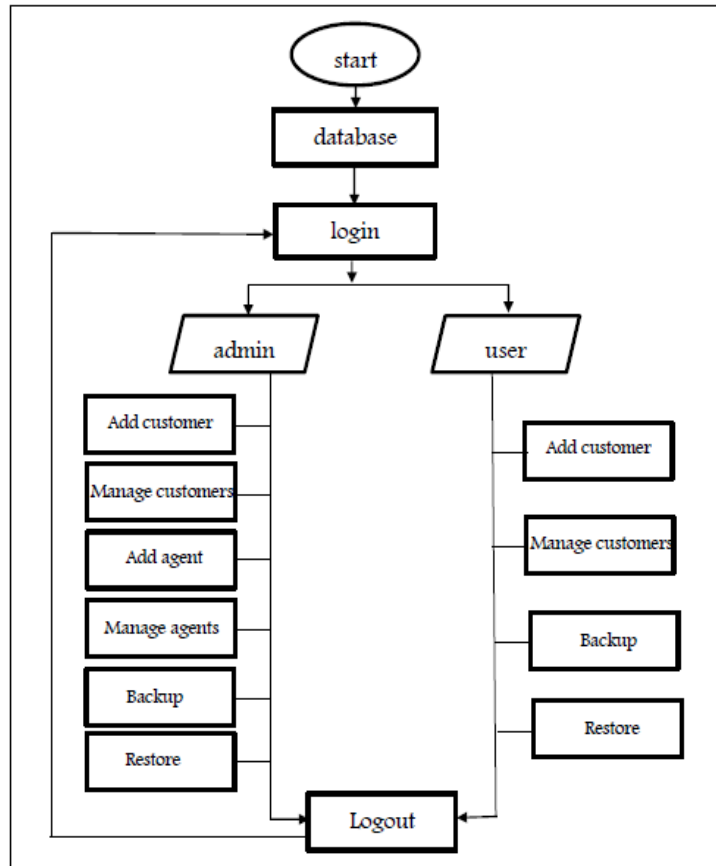 start
database
login
admin
user
Add customer
Manage customers
Add agent
Manage agents
Backup
Restore
Add customer
Manage customers
Backup
Restore
Logout